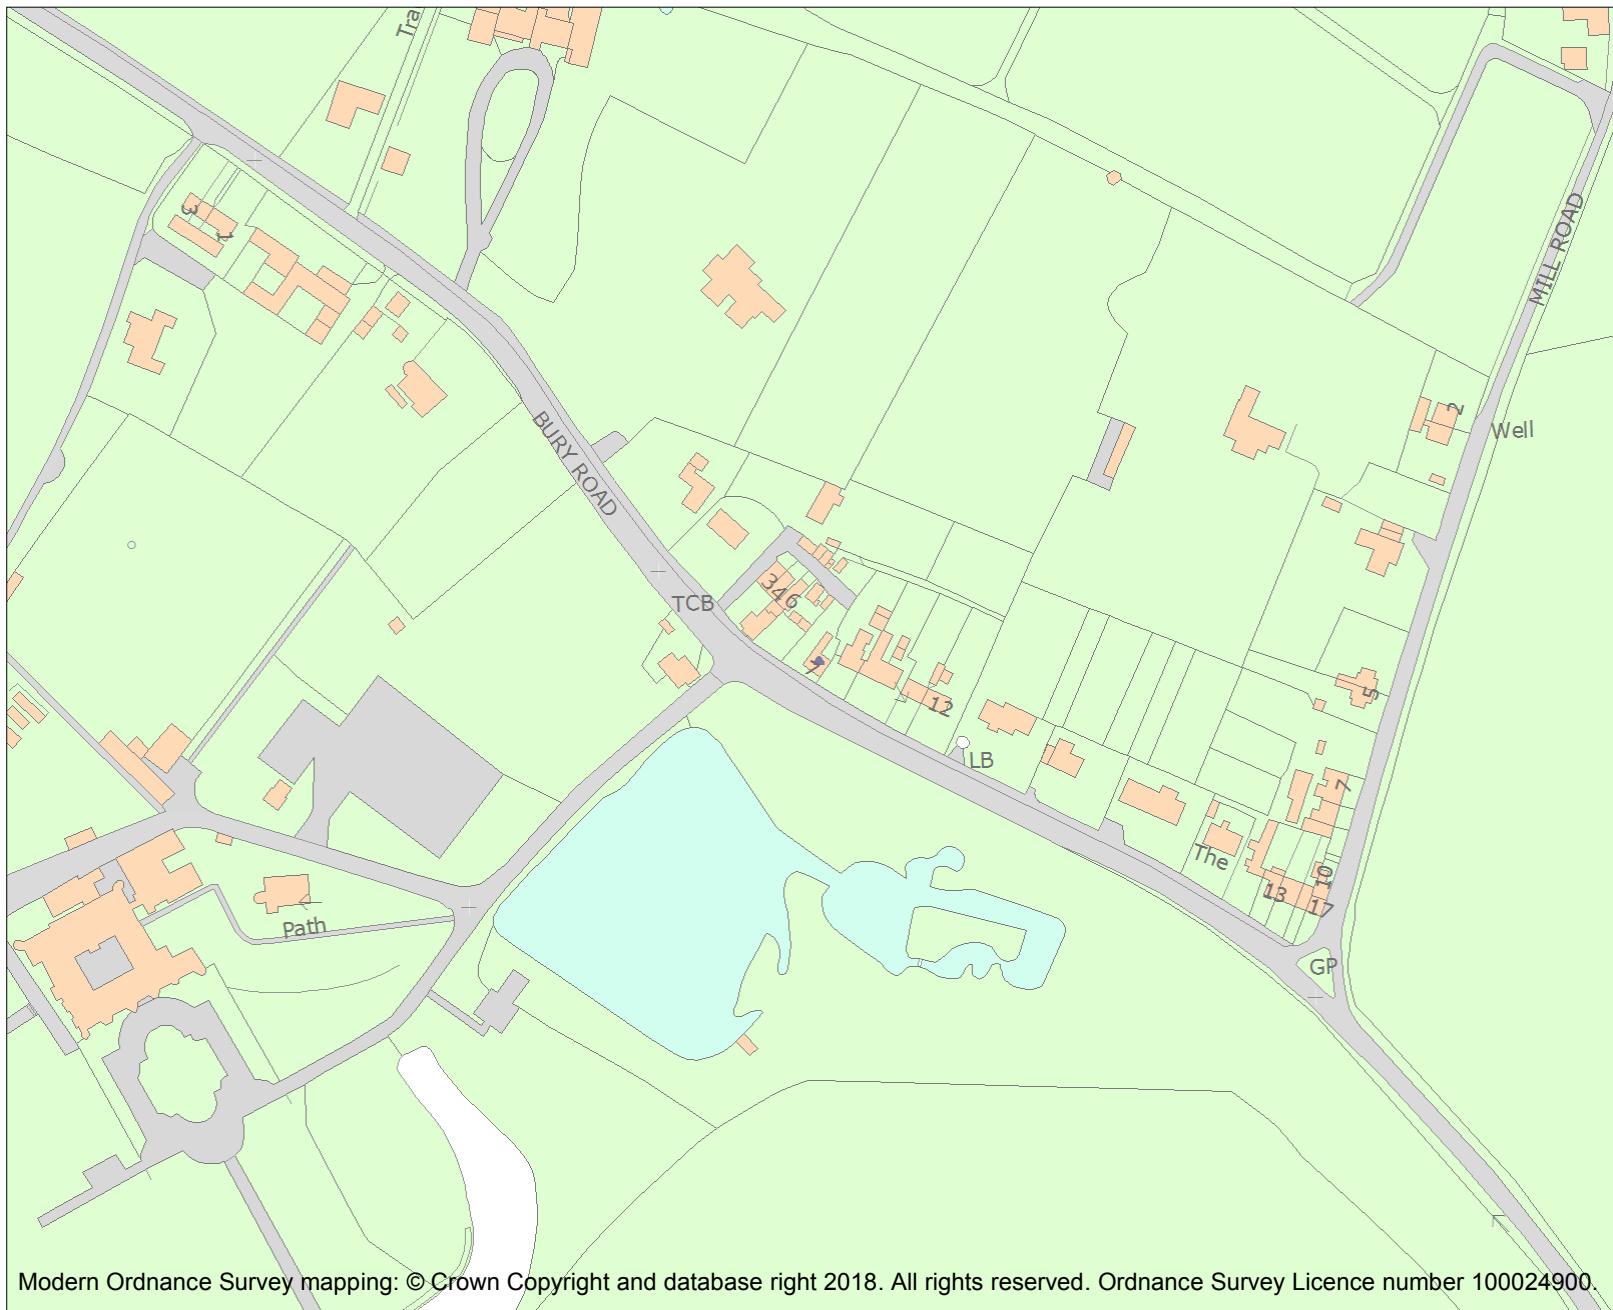 Tra
3
1
MILL ROAD
2
Well
BURY ROAD
TCB
346
7
5
12
LB
7
The
10
13
17
Path
GP
Modern Ordnance Survey mapping: © Crown Copyright and database right 2018. All rights reserved. Ordnance Survey Licence number 100024900.